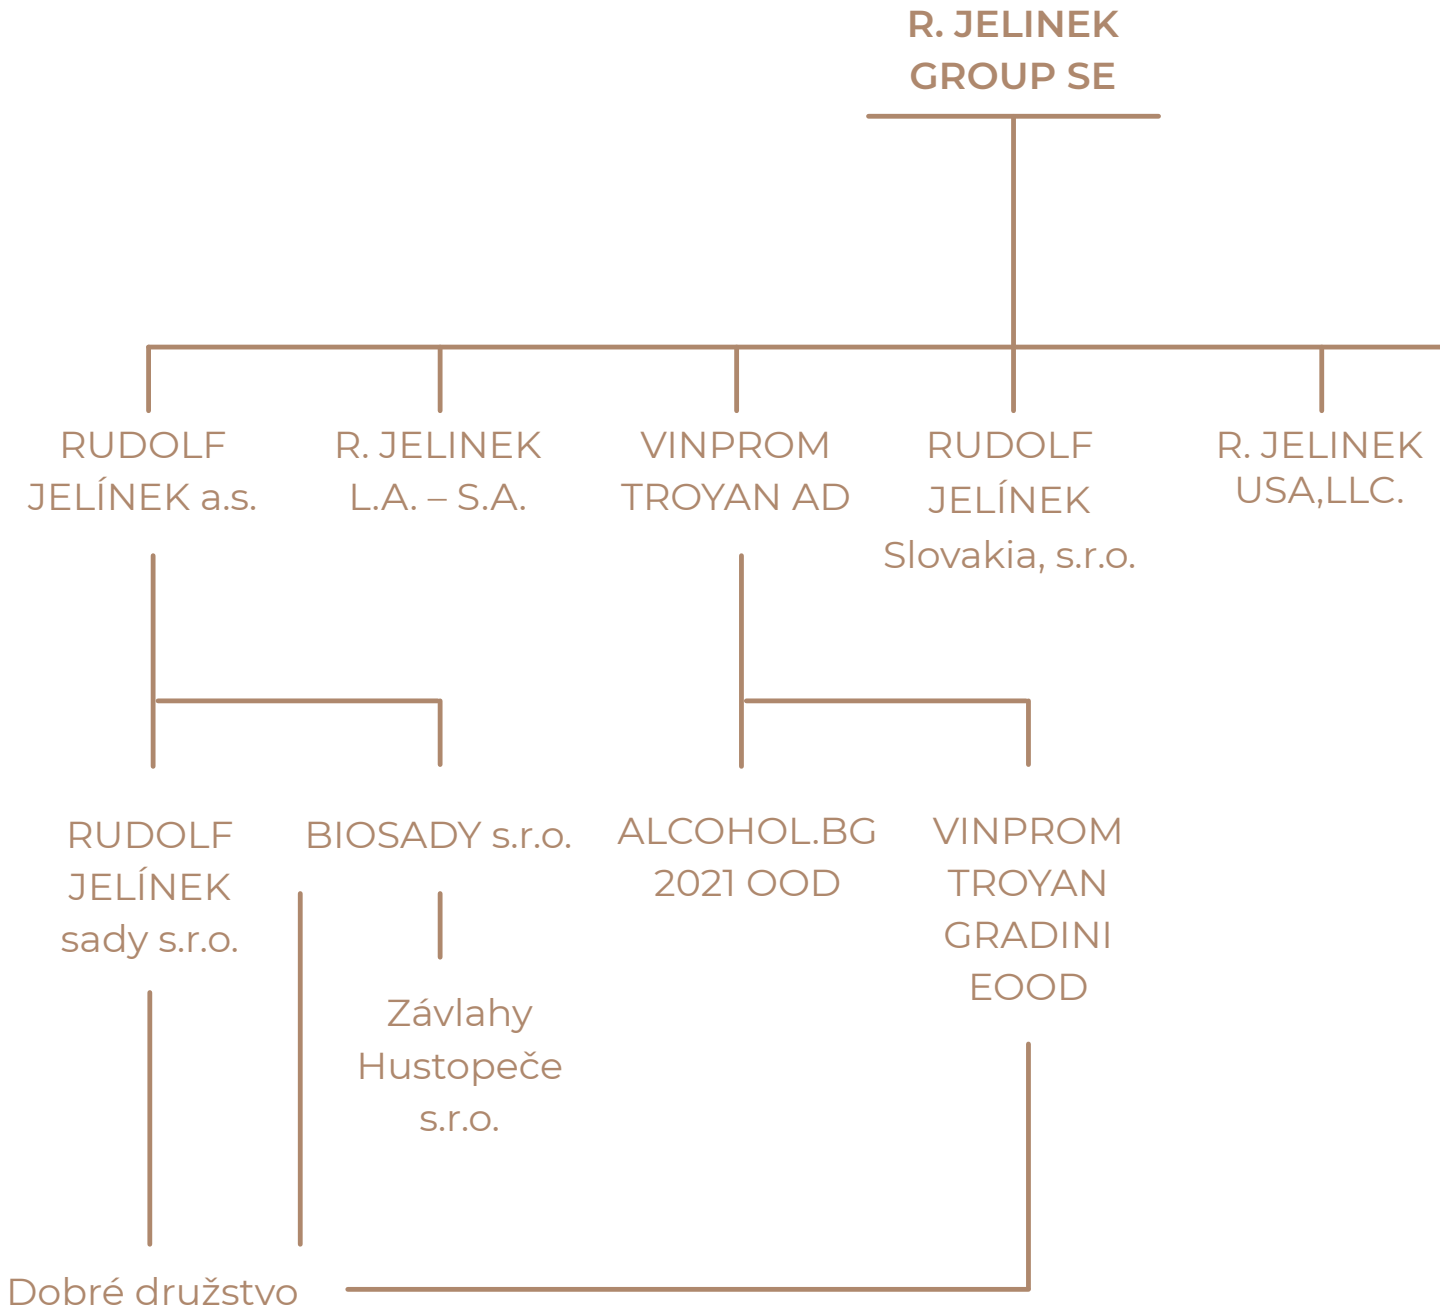 R. JELINEK
GROUP SE
RUDOLF
JELÍNEK a.s.
R. JELINEK
L.A. – S.A.
VINPROM
TROYAN AD
RUDOLF
JELÍNEK
Slovakia, s.r.o.
R. JELINEK
USA,LLC.
RUDOLF
JELÍNEK
sady s.r.o.
BIOSADY s.r.o.
ALCOHOL.BG
2021 OOD
VINPROM
TROYAN
GRADINI
EOOD
Závlahy
Hustopeče
s.r.o.
Dobré družstvo